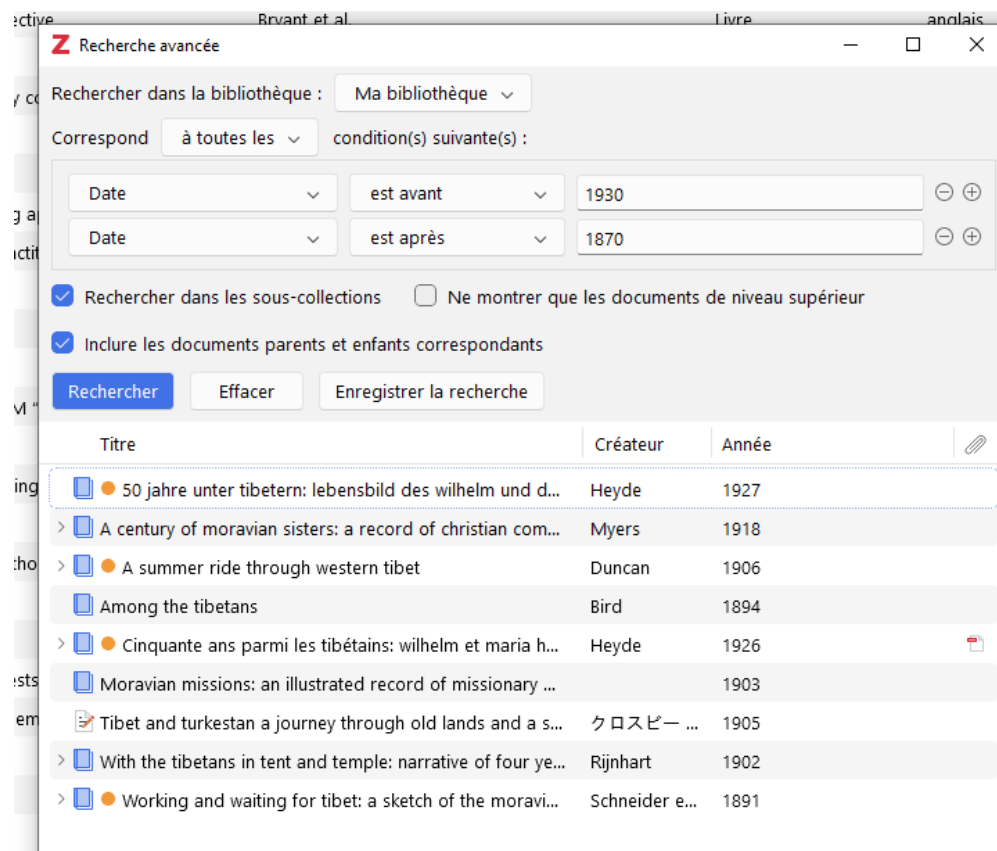 ective Bryant et al. Livre anglais
Z Recherche avancée
Rechercher dans la bibliothèque : Ma bibliothèque
Correspond à toutes les condition(s) suivante(s) :
Date est avant 1930
Date est après 1870
Rechercher dans les sous-collections Ne montrer que les documents de niveau supérieur
Inclure les documents parents et enfants correspondants
Rechercher Effacer Enregistrer la recherche
Titre Créateur Année
50 jahre unter tibetern: lebensbild des wilhelm und d... Heyde 1927
A century of moravian sisters: a record of christian com... Myers 1918
A summer ride through western tibet Duncan 1906
Among the tibetans Bird 1894
Cinquante ans parmi les tibétains: wilhelm et maria h... Heyde 1926
Moravian missions: an illustrated record of missionary ... 1903
Tibet and turkestan a journey through old lands and a s... クロスビー ... 1905
With the tibetans in tent and temple: narrative of four ye... Rijnhart 1902
Working and waiting for tibet: a sketch of the moravi... Schneider e... 1891